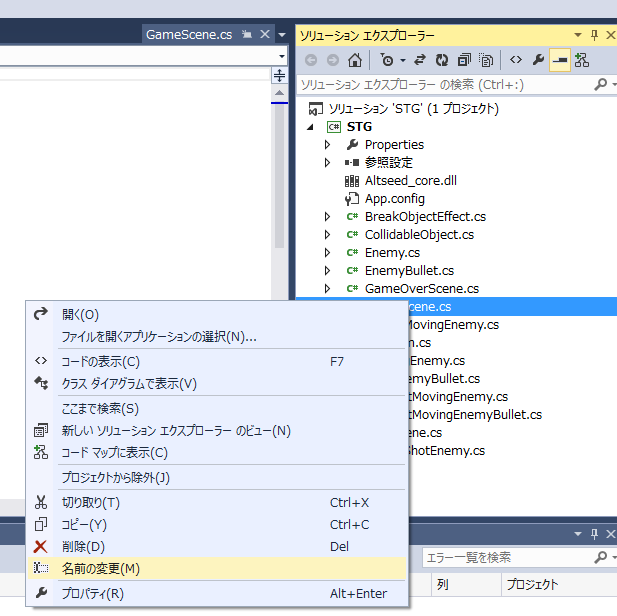 GameScene.cs
ソリューション エクスプローラー
ソリューション エクスプローラー の検索 (Ctrl+:)
ソリューション 'STG' (1 プロジェクト)
C# STG
Properties
参照設定
Altseed_core.dll
App.config
C# BreakObjectEffect.cs
C# CollidableObject.cs
C# Enemy.cs
C# EnemyBullet.cs
C# GameOverScene.cs
cene.cs
MovingEnemy.cs
n.cs
Enemy.cs
emyBullet.cs
tMovingEnemy.cs
tMovingEnemyBullet.cs
ene.cs
ShotEnemy.cs
開く(O)
ファイルを開くアプリケーションの選択(N)...
コードの表示(C) F7
クラス ダイアグラムで表示(V)
ここまで検索(S)
新しい ソリューション エクスプローラー のビュー(N)
コード マップに表示(C)
プロジェクトから除外(J)
切り取り(T) Ctrl+X
コピー(Y) Ctrl+C
削除(D) Del
名前の変更(M)
プロパティ(R) Alt+Enter
エラー一覧を検索
列 プロジェクト